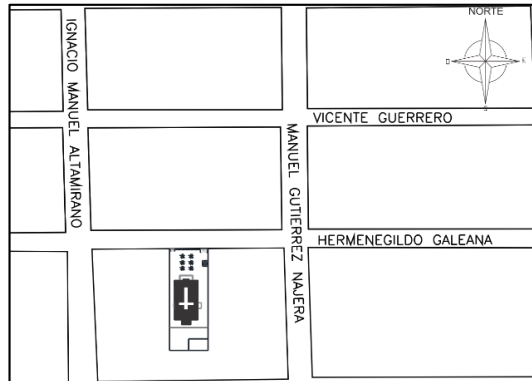 NORTE
O
E
S
IGNACIO MANUEL ALTAMIRANO
VICENTE GUERRERO
MANUEL GUTIERREZ NAJERA
HERMENEGILDO GALEANA